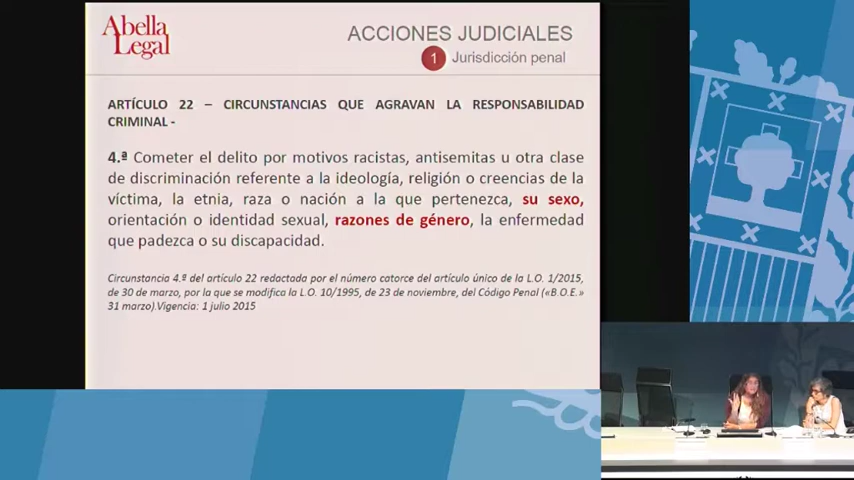 Abella
Legal
ACCIONES JUDICIALES
1 Jurisdicción penal
ARTÍCULO 22 – CIRCUNSTANCIAS QUE AGRAVAN LA RESPONSABILIDAD
CRIMINAL -
4.ª Cometer el delito por motivos racistas, antisemitas u otra clase
de discriminación referente a la ideología, religión o creencias de la
víctima, la etnia, raza o nación a la que pertenezca, su sexo,
orientación o identidad sexual, razones de género, la enfermedad
que padezca o su discapacidad.
Circunstancia 4.ª del artículo 22 redactada por el número catorce del artículo único de la L.O. 1/2015,
de 30 de marzo, por la que se modifica la L.O. 10/1995, de 23 de noviembre, del Código Penal («B.O.E.»
31 marzo).Vigencia: 1 julio 2015